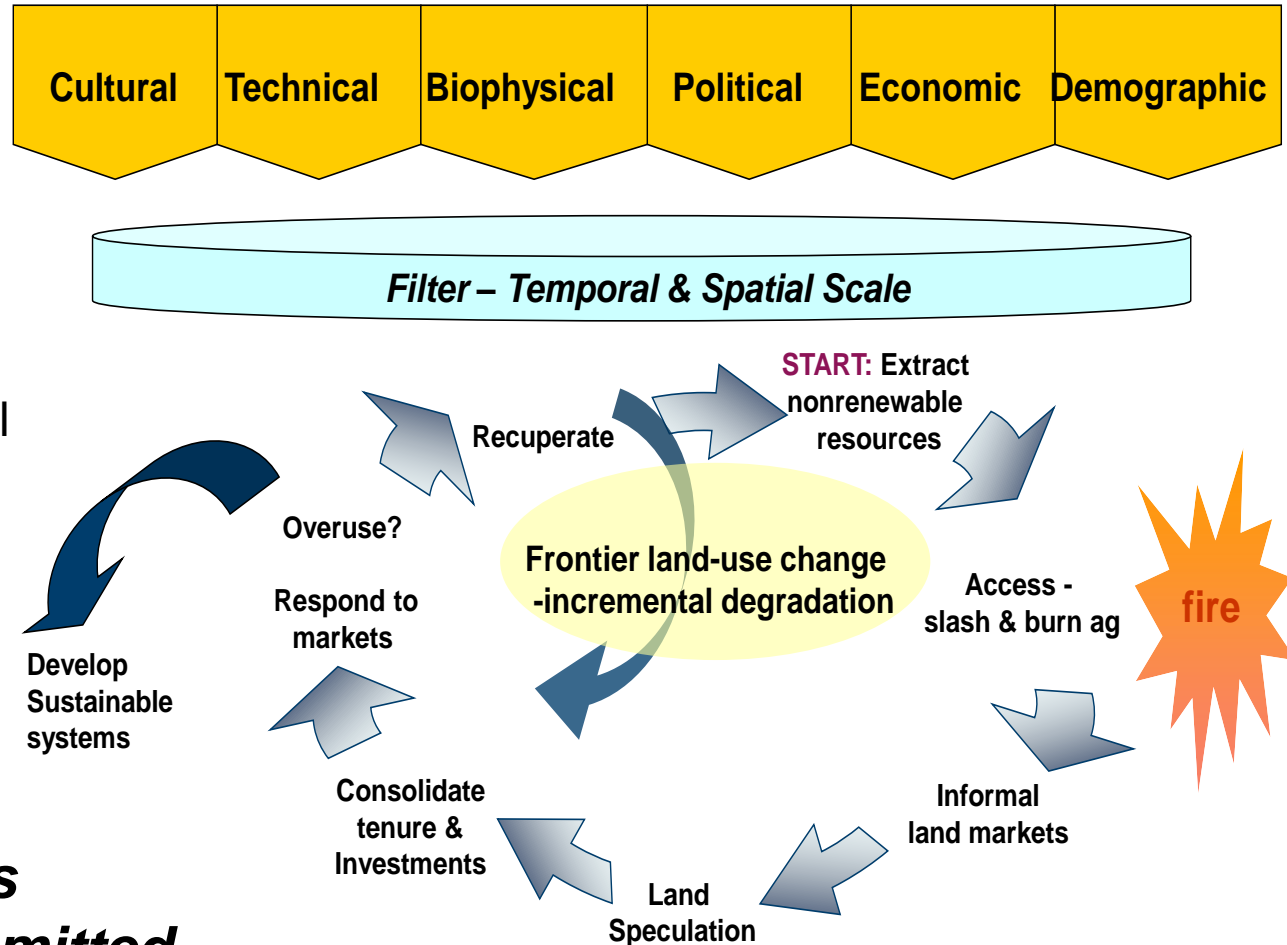 Cultural
Technical
Biophysical
Political
Economic
Demographic
Filter – Temporal & Spatial Scale
START: Extract
nonrenewable
resources
Recuperate
Overuse?
Respond to
markets
Develop
Sustainable
systems
Frontier land-use change
-incremental degradation
Access -
slash & burn ag
fire
Informal
land markets
Land
Speculation
Consolidate
tenure &
Investments